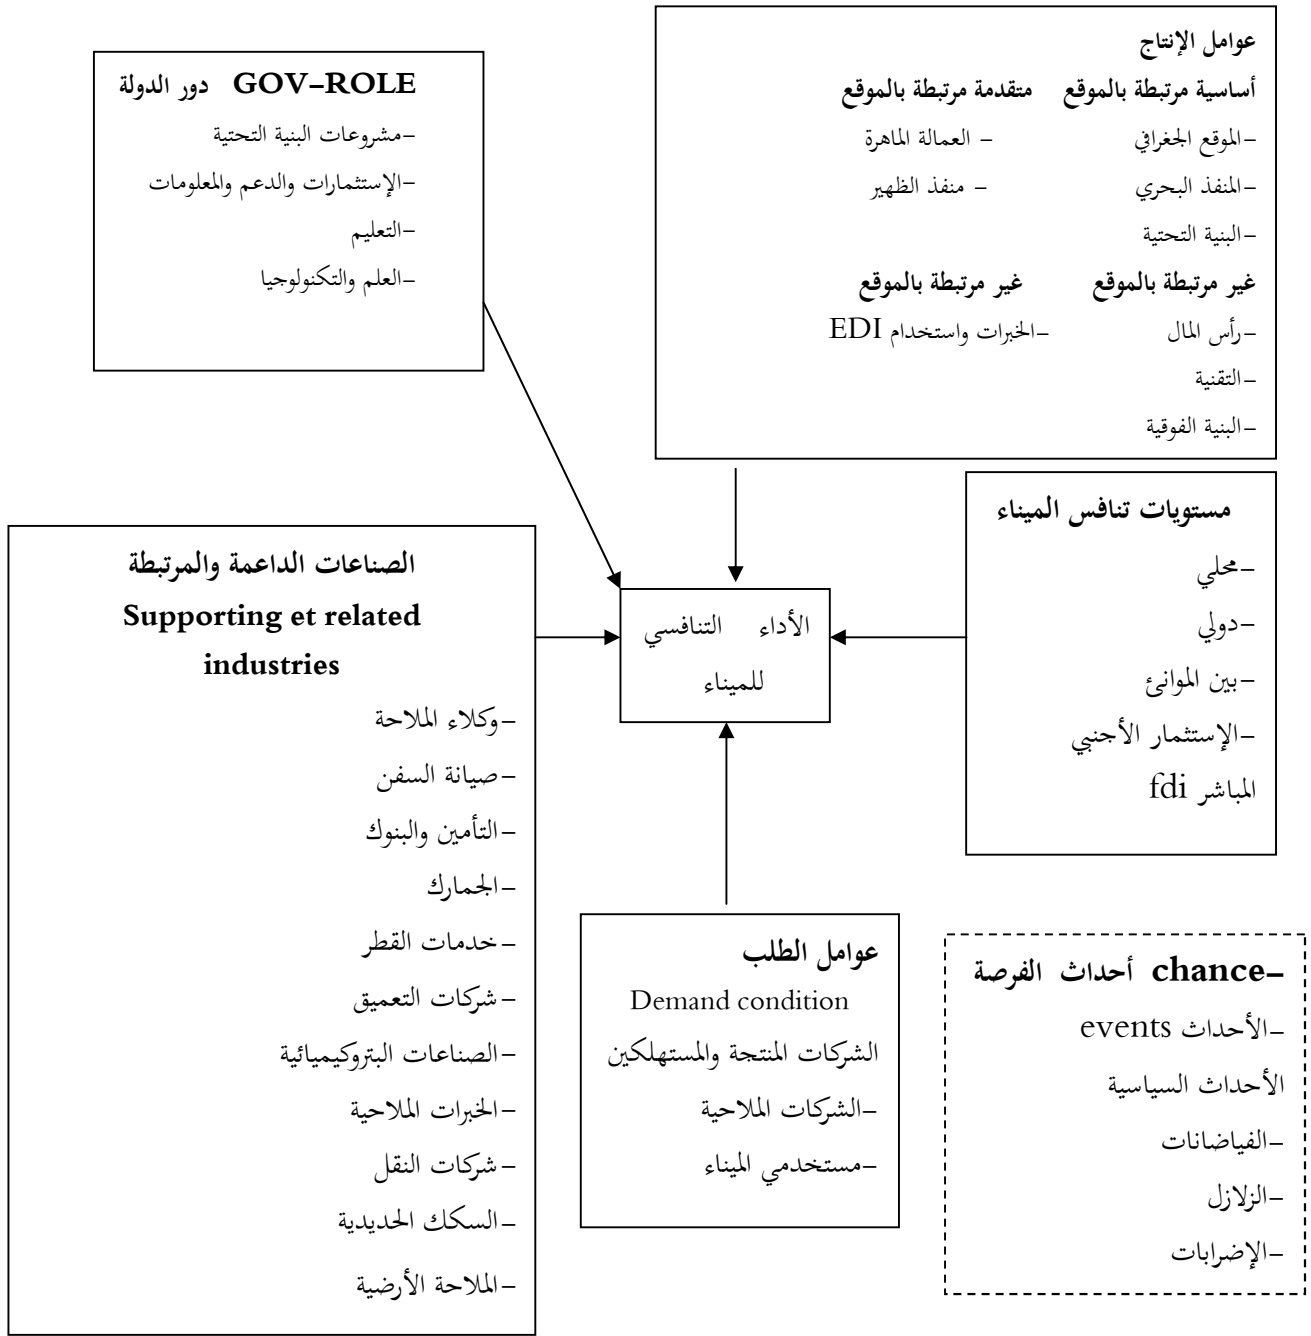 عوامل الإنتاج
أساسية مرتبطة بالموقع متقدمة مرتبطة بالموقع
-الموقع الجغرافي - العمالة الماهرة
-المنفذ البحري - منفذ الظهير
-البنية التحتية
غير مرتبطة بالموقع غير مرتبطة بالموقع
-رأس المال -الخبرات واستخدام EDI
-التقنية
-البنية الفوقية
GOV-ROLE دور الدولة
-مشروعات البنية التحتية
-الإستثمارات والدعم والمعلومات
-التعليم
-العلم والتكنولوجيا
مستويات تنافس الميناء
-محلي
-دولي
-بين الموانئ
-الإستثمار الأجنبي
المباشر fdi
الأداء التنافسي
للميناء
الصناعات الداعمة والمرتبطة
Supporting et related
industries
-وكلاء الملاحة
-صيانة السفن
-التأمين والبنوك
-الجمارك
-خدمات القطر
-شركات التعميق
-الصناعات البتروكيميائية
-الخبرات الملاحية
-شركات النقل
-السكك الحديدية
-الملاحة الأرضية
عوامل الطلب
Demand condition
الشركات المنتجة والمستهلكين
-الشركات الملاحية
-مستخدمي الميناء
-chance أحداث الفرصة
-الأحداث events
الأحداث السياسية
-الفياضانات
-الزلازل
-الإضرابات